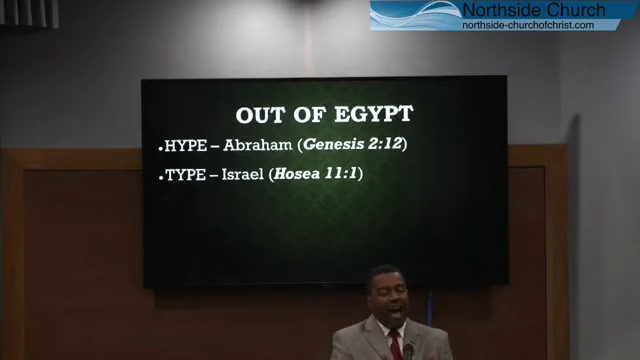 Northside Church
northside-churchofchrist.com
OUT OF EGYPT
•HYPE – Abraham (Genesis 2:12)
•TYPE – Israel (Hosea 11:1)